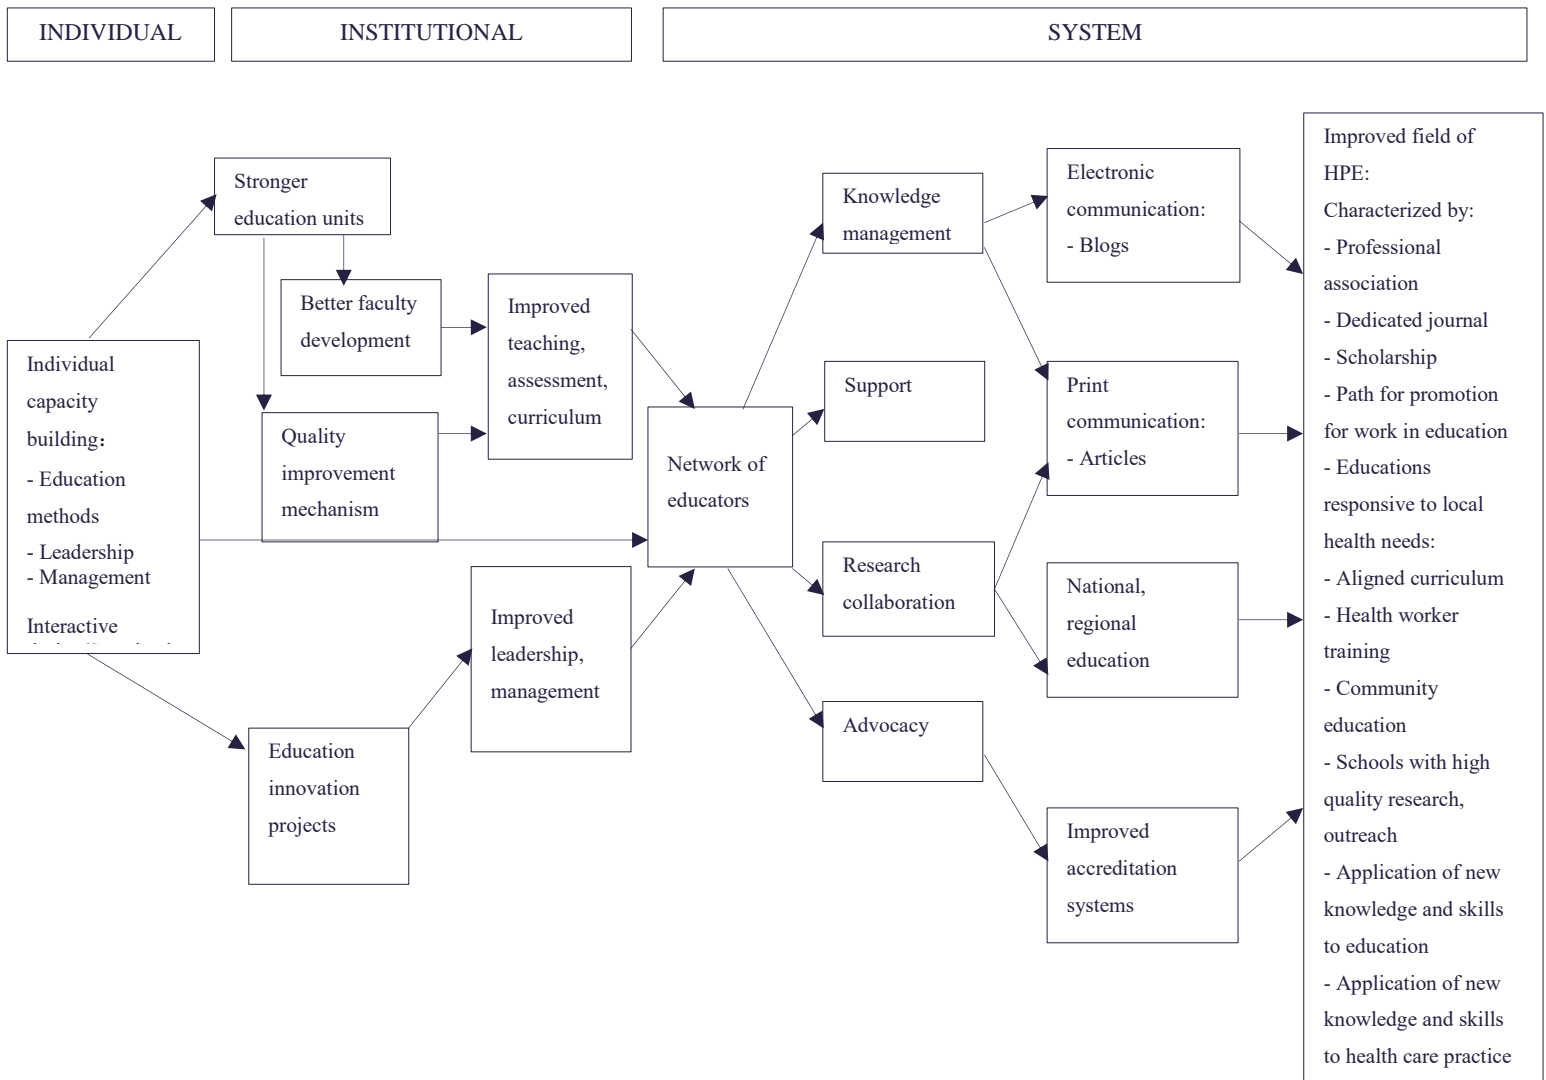 INDIVIDUAL
INSTITUTIONAL
SYSTEM
Individual
capacity
building:
- Education
methods
- Leadership
- Management
Interactive
Stronger
education units
Better faculty
development
Quality
improvement
mechanism
Education
innovation
projects
Improved
teaching,
assessment,
curriculum
Improved
leadership,
management
Network of
educators
Knowledge
management
Support
Research
collaboration
Advocacy
Electronic
communication:
- Blogs
Print
communication:
- Articles
National,
regional
education
Improved
accreditation
systems
Improved field of
HPE:
Characterized by:
- Professional
association
- Dedicated journal
- Scholarship
- Path for promotion
for work in education
- Educations
responsive to local
health needs:
- Aligned curriculum
- Health worker
training
- Community
education
- Schools with high
quality research,
outreach
- Application of new
knowledge and skills
to education
- Application of new
knowledge and skills
to health care practice